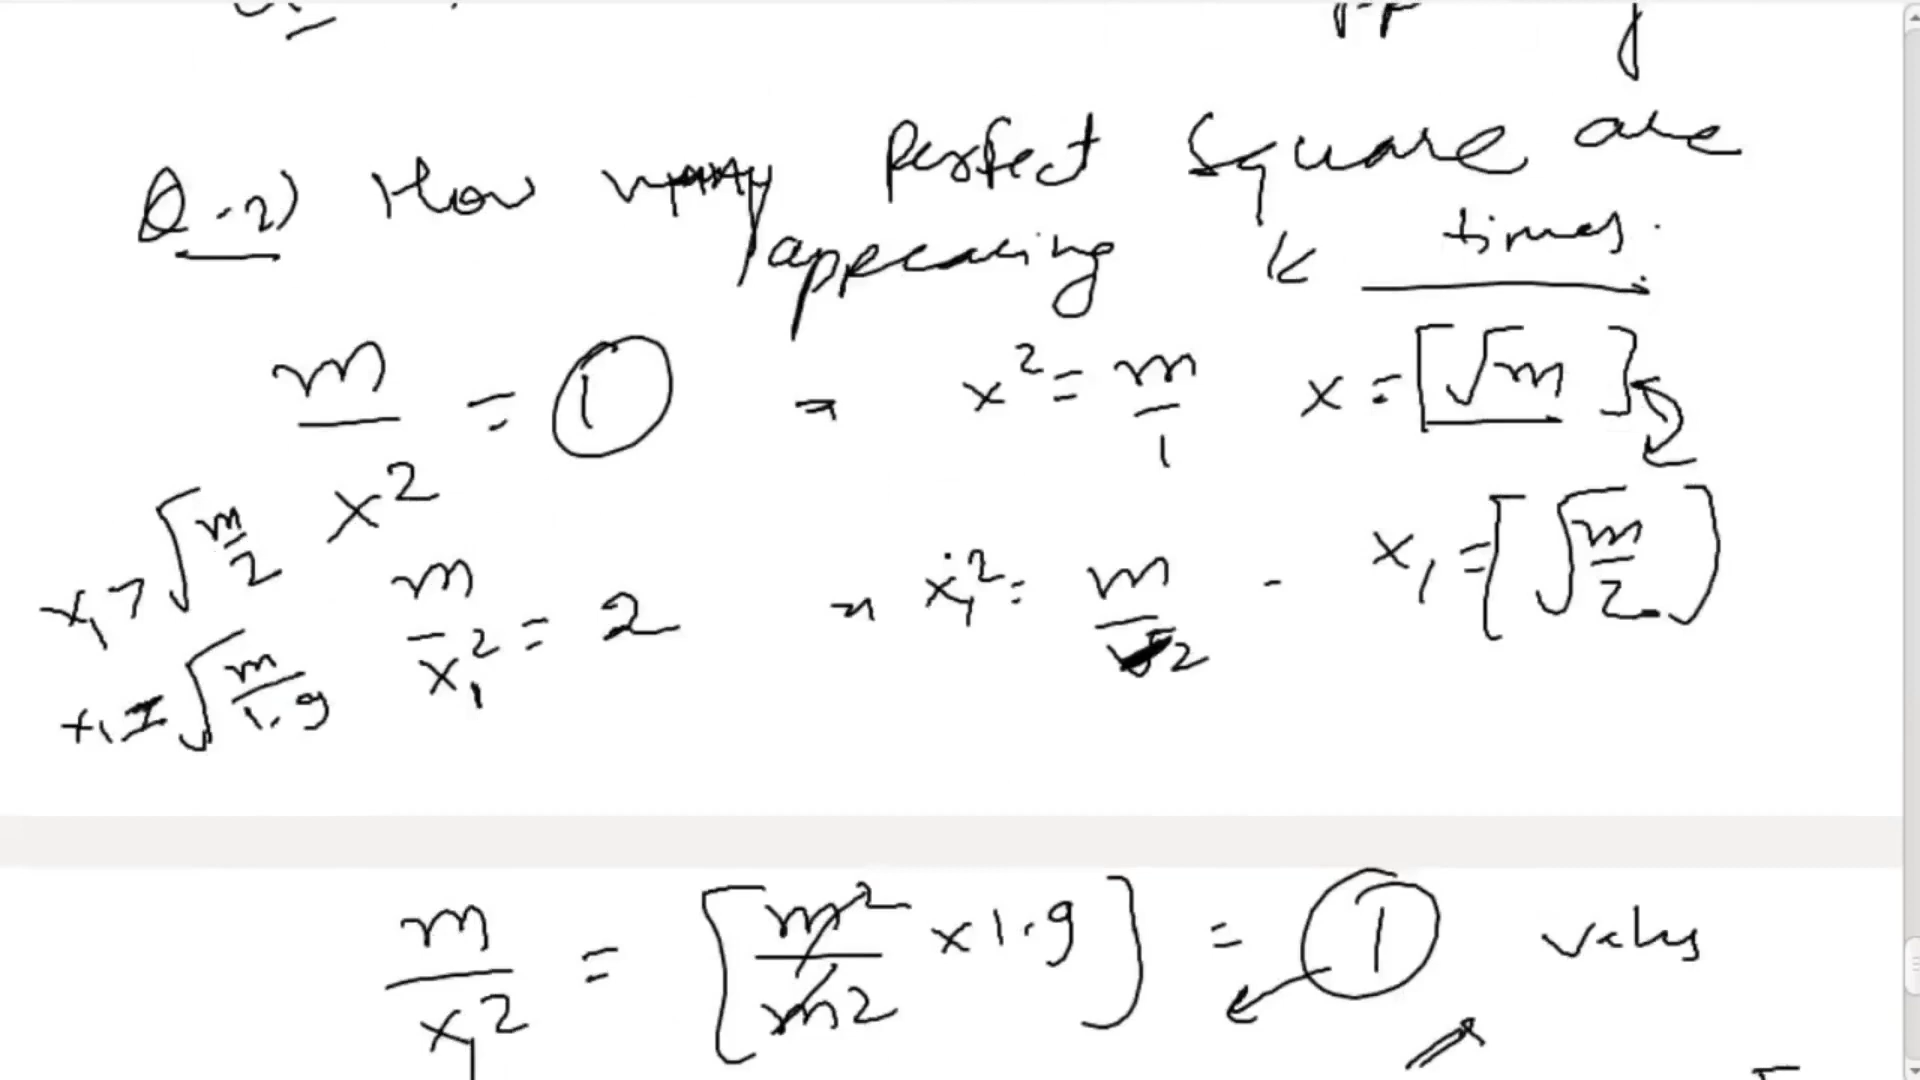 Q-2) How many perfect square are
appearing k times.
m/x² = 1 → x² = m/1 x = [√m]
x₁ > √(m/2) m/x₁² = 2 → x₁² = m/2 - x₁ = [√(m/2)]
x₁ = √(m/1.9)
m/x₁² = [m²/m2 x 1.9] = 1 values